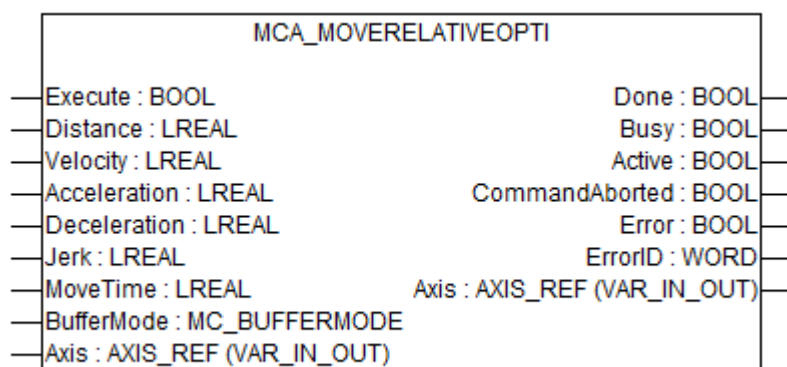 MCA_MOVERELATIVEOPTI
Execute : BOOL Done : BOOL
Distance : LREAL Busy : BOOL
Velocity : LREAL Active : BOOL
Acceleration : LREAL CommandAborted : BOOL
Deceleration : LREAL Error : BOOL
Jerk : LREAL ErrorID : WORD
MoveTime : LREAL Axis : AXIS_REF (VAR_IN_OUT)
BufferMode : MC_BUFFERMODE
Axis : AXIS_REF (VAR_IN_OUT)